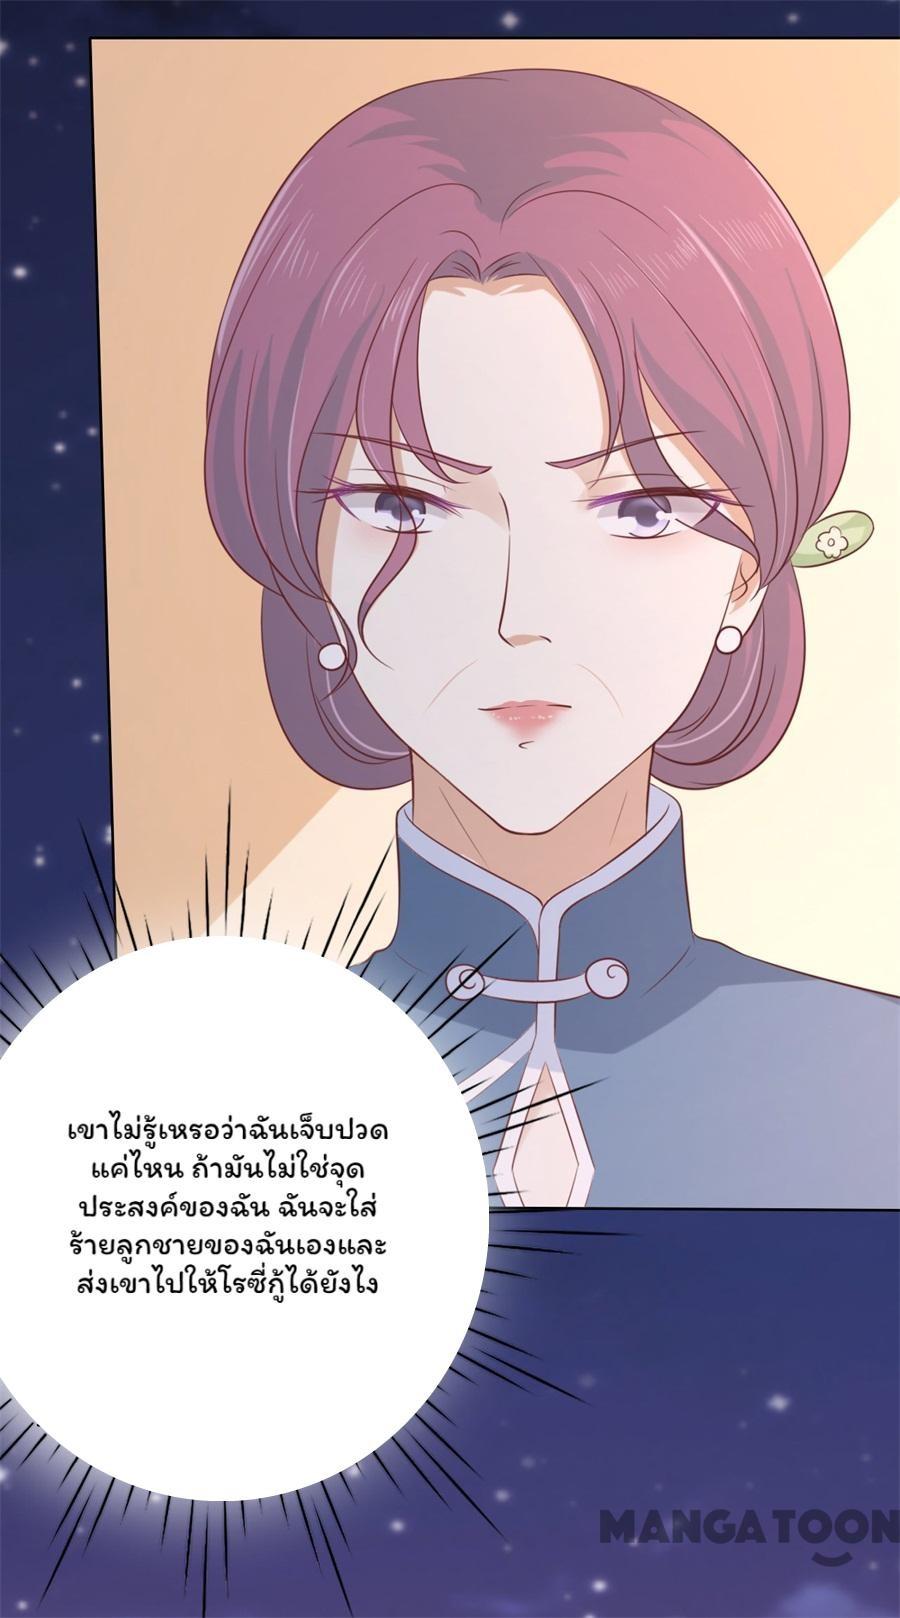 เขาไม่รู้เหรอว่าฉันเจ็บปวด
แค่ไหน ถ้ามันไม่ใช่จุด
ประสงค์ของฉัน ฉันจะใส่
ร้ายลูกชายของฉันเองและ
ส่งเขาไปให้โรซี่กู้ได้ยังไง
MANGATOON